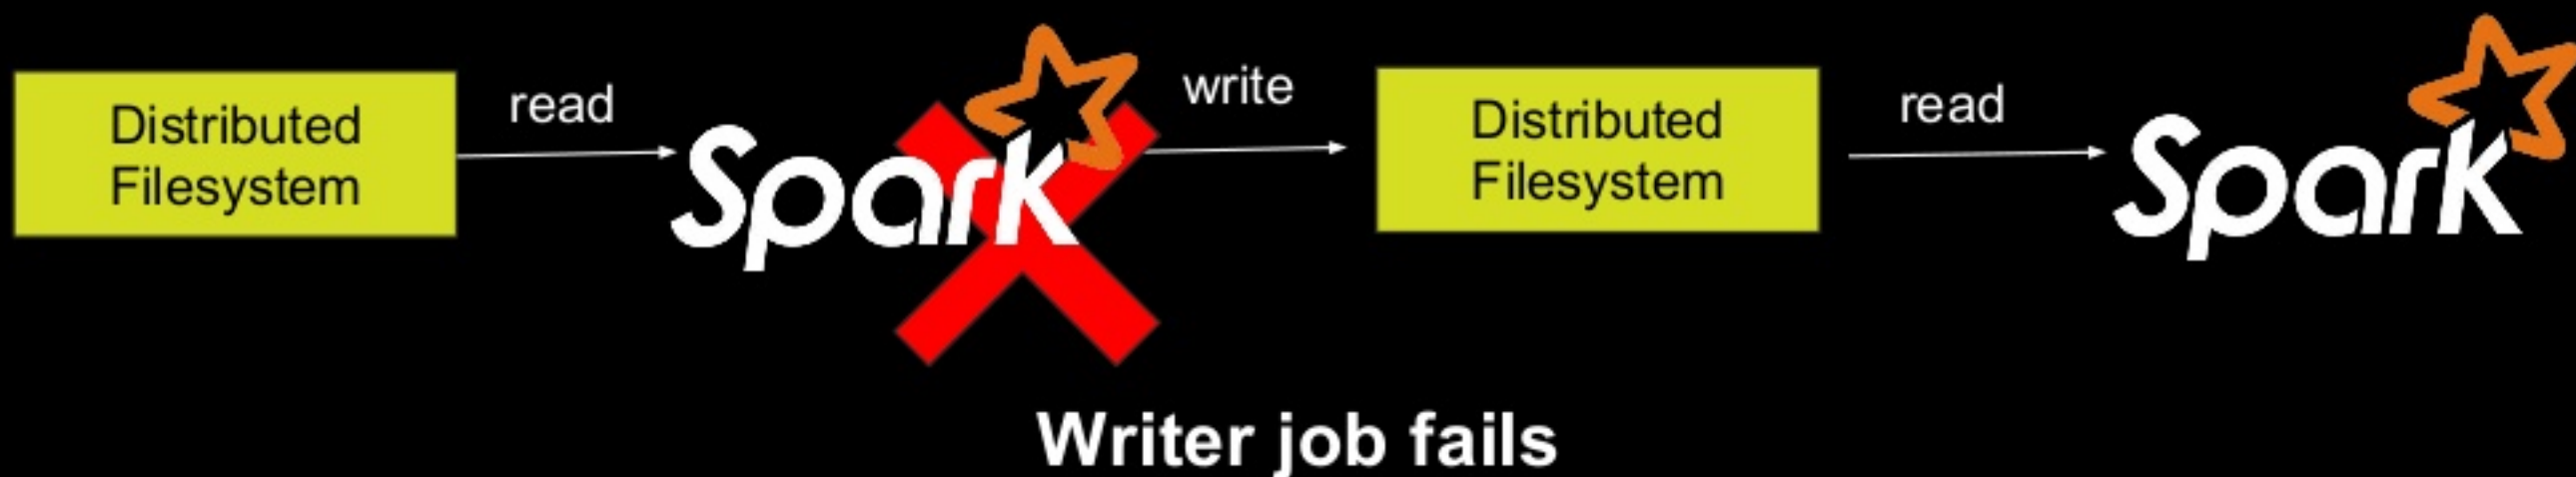 Distributed
Filesystem
read
Spark
write
Distributed
Filesystem
read
Spark
Writer job fails